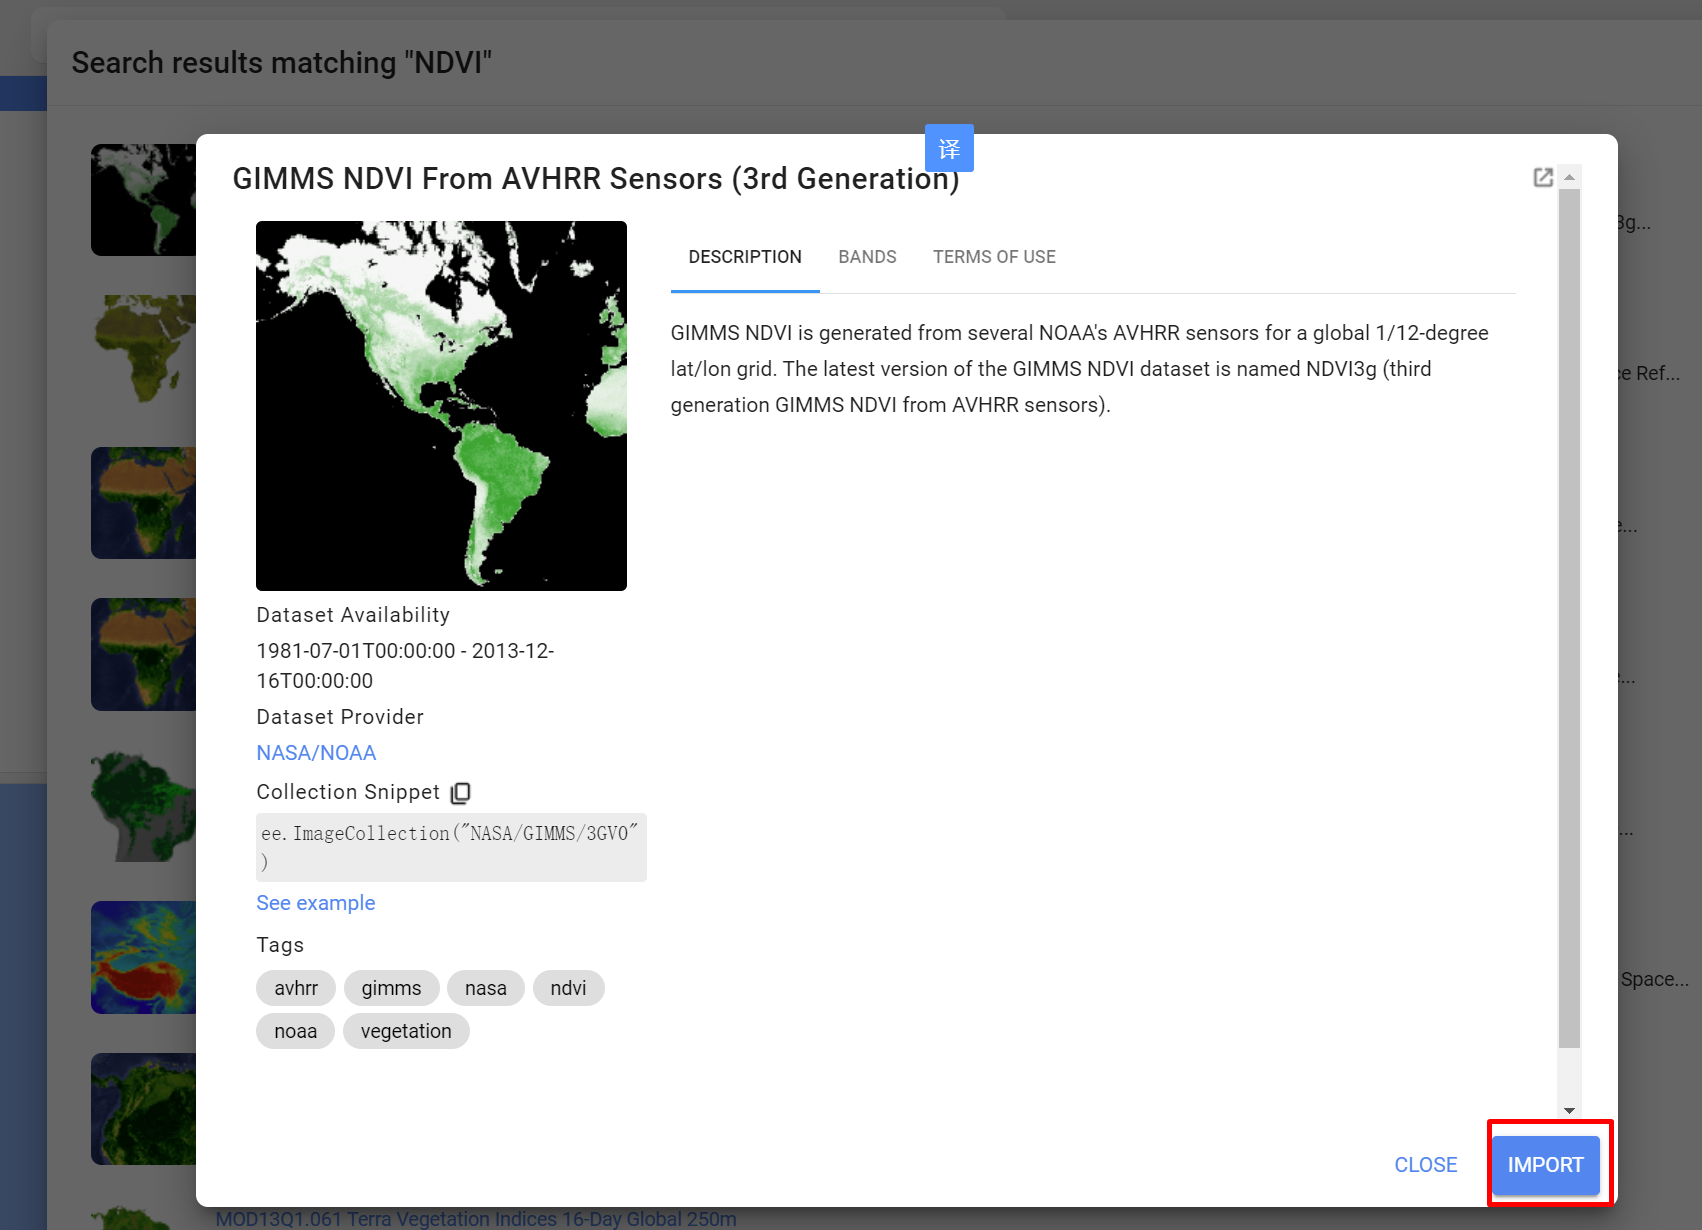 Search results matching "NDVI"
译
GIMMS NDVI From AVHRR Sensors (3rd Generation)
DESCRIPTION BANDS TERMS OF USE
GIMMS NDVI is generated from several NOAA's AVHRR sensors for a global 1/12-degree
lat/lon grid. The latest version of the GIMMS NDVI dataset is named NDVI3g (third
generation GIMMS NDVI from AVHRR sensors).
Dataset Availability
1981-07-01T00:00:00 - 2013-12-
16T00:00:00
Dataset Provider
NASA/NOAA
Collection Snippet
ee.ImageCollection("NASA/GIMMS/3GV0"
)
See example
Tags
avhrr gimms nasa ndvi
noaa vegetation
CLOSE IMPORT
3g...
ce Ref...
e...
e...
...
Space...
MOD13Q1.061 Terra Vegetation Indices 16-Day Global 250m